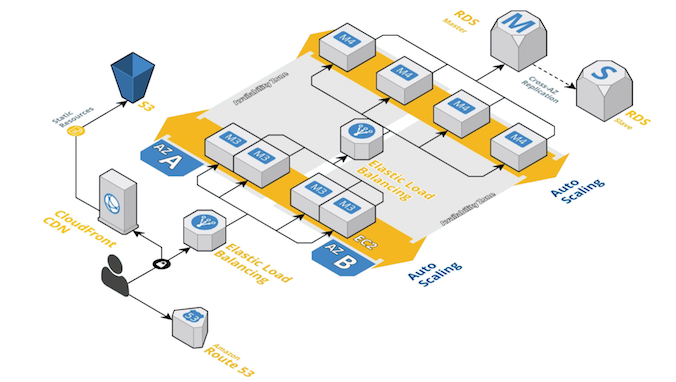 RDS
Master
M
Cross-AZ
Replication
S
RDS
Slave
M4
M4
M4
M4
Availability Zone
Static
Resources
S3
AZ
A
M3
M3
M3
M3
Elastic Load
Balancing
Auto
Scaling
Availability Zone
EC2
AZ
B
Auto
Scaling
CloudFront
CDN
Elastic Load
Balancing
53
Amazon
Route 53